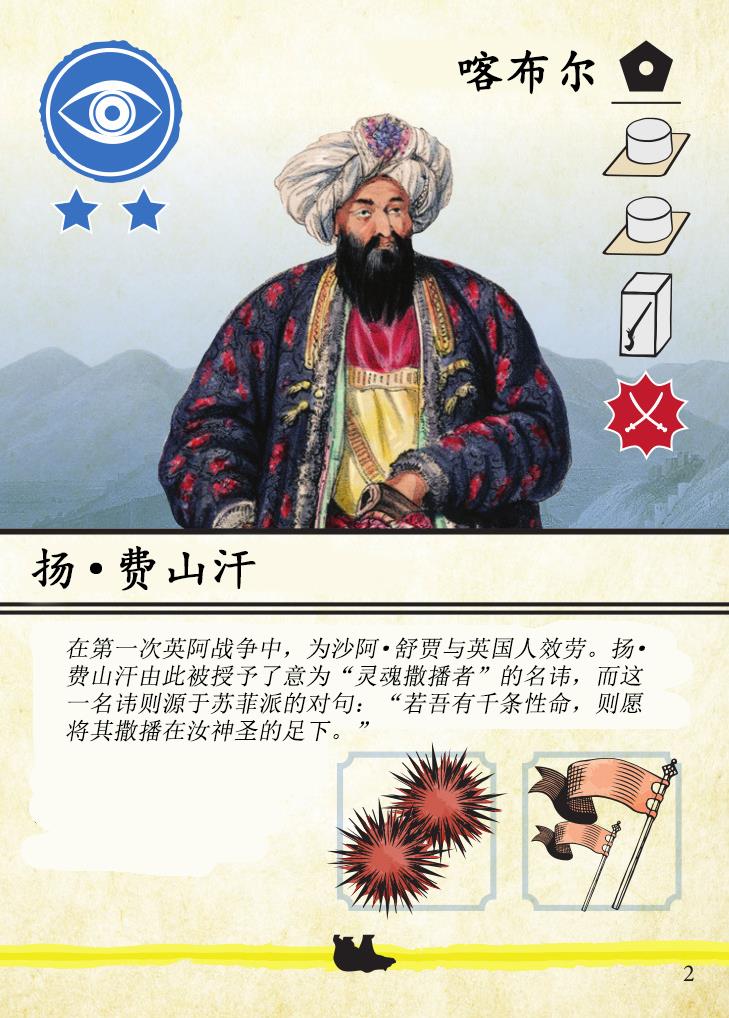 喀布尔
扬•费山汗
在第一次英阿战争中，为沙阿•舒贾与英国人效劳。扬•
费山汗由此被授予了意为“灵魂撒播者”的名讳，而这
一名讳则源于苏菲派的对句：“若吾有千条性命，则愿
将其撒播在汝神圣的足下。”
2